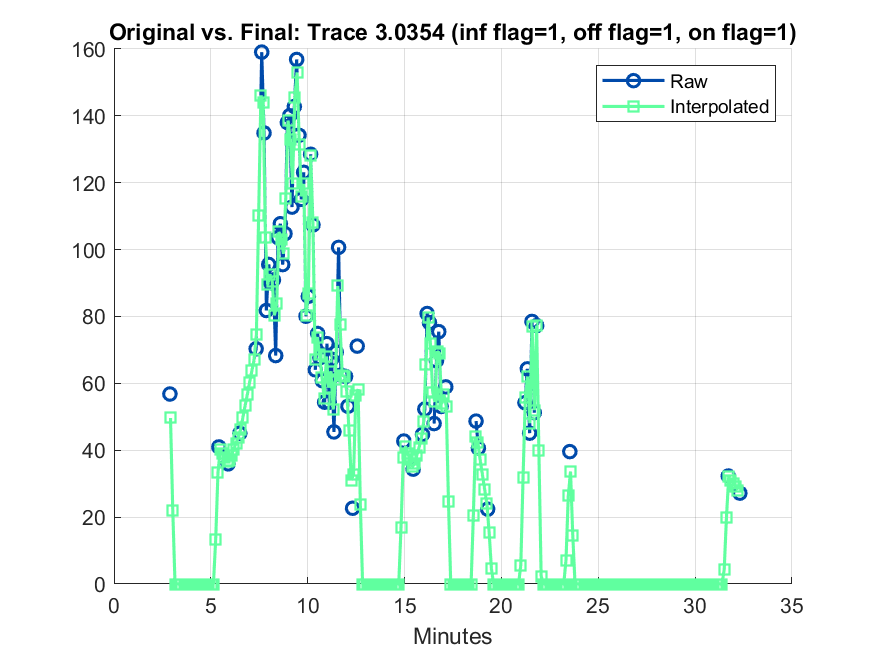 Original vs. Final: Trace 3.0354 (inf flag=1, off flag=1, on flag=1)
160
140
120
100
80
60
40
20
0
Raw
Interpolated
0 5 10 15 20 25 30 35
Minutes